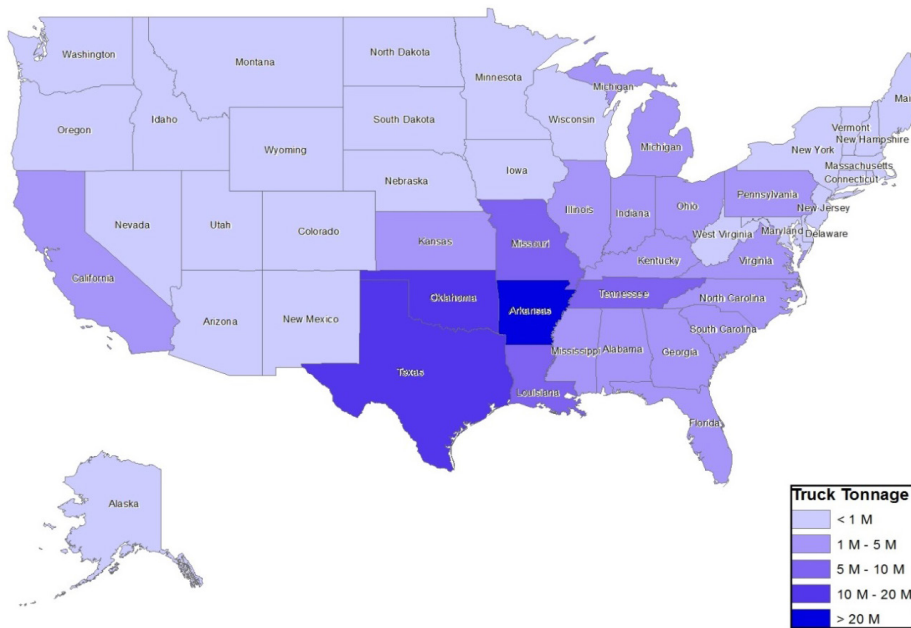 Washington
Montana
North Dakota
Minnesota
Michigan
Mai
Oregon
Idaho
South Dakota
Wisconsin
Michigan
Vermont
New Hampshire
New York
Massachusetts
Connecticut
Wyoming
Iowa
Nebraska
Pennsylvania
New Jersey
Nevada
Utah
Colorado
Illinois
Indiana
Ohio
West Virginia
Maryland
Delaware
Kansas
Missouri
Kentucky
Virginia
California
Arizona
New Mexico
Oklahoma
Arkansas
Tennessee
North Carolina
South Carolina
Texas
Mississippi
Alabama
Georgia
Louisiana
Florida
Alaska
Truck Tonnage
< 1 M
1 M - 5 M
5 M - 10 M
10 M - 20 M
> 20 M